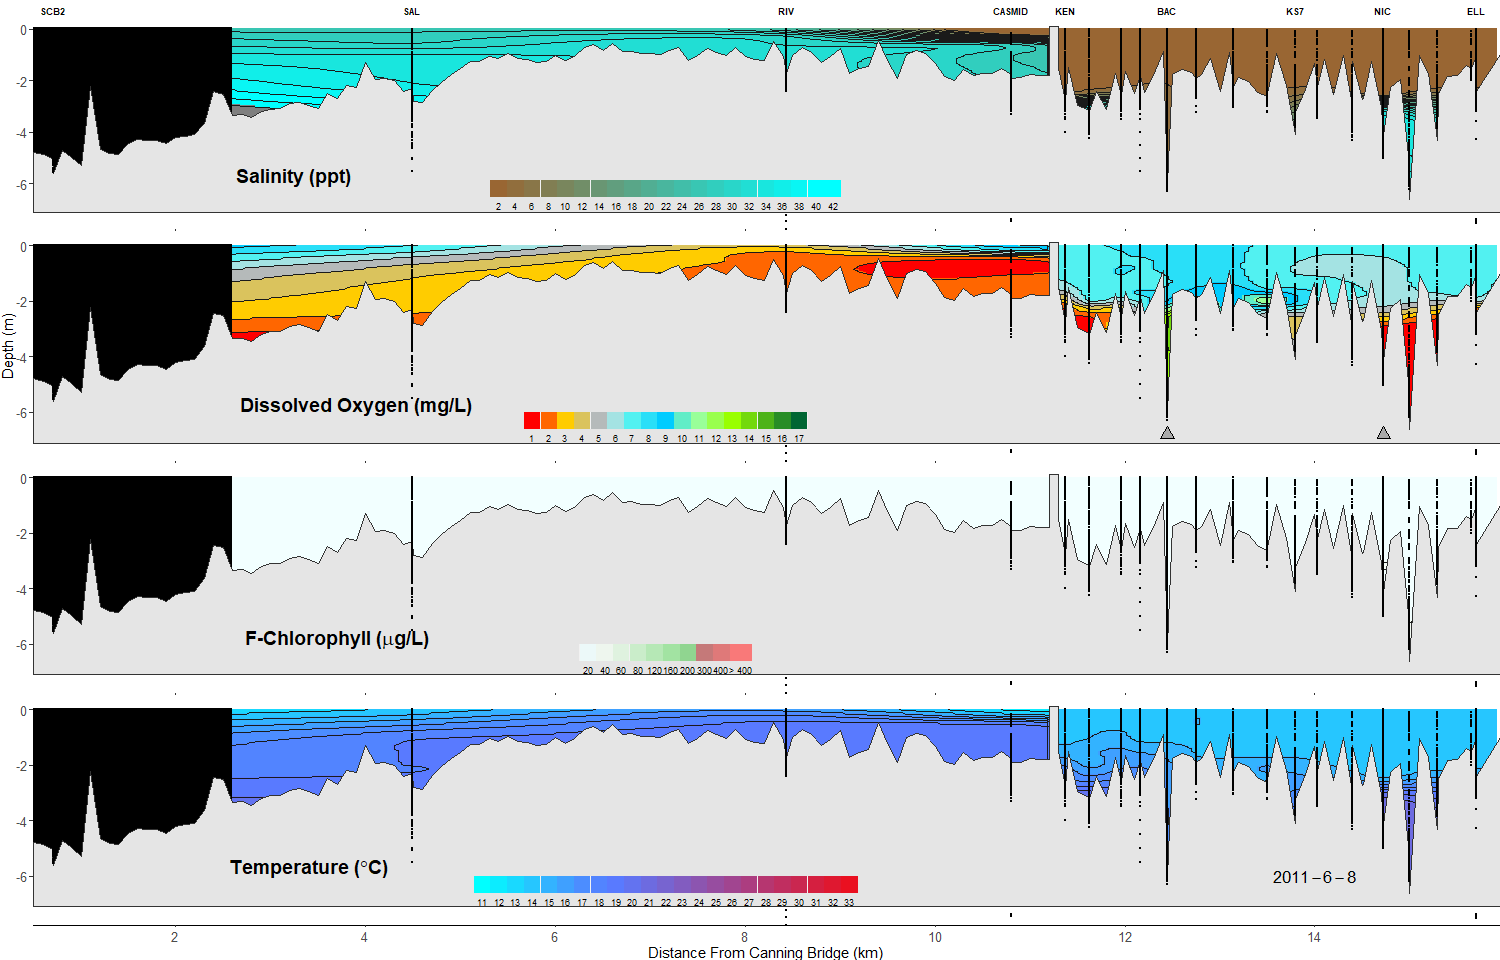 SCB2 SAL RIV CASMID KEN BAC KS7 NIC ELL
0
-2
-4
-6
Salinity (ppt)
2 4 6 8 10 12 14 16 18 20 22 24 26 28 30 32 34 36 38 40 42
0
-2
-4
-6
Depth (m)
Dissolved Oxygen (mg/L)
1 2 3 4 5 6 7 8 9 10 11 12 13 14 15 16 17
0
-2
-4
-6
F-Chlorophyll (μg/L)
20 40 60 80 120 160 200 300 400 > 400
0
-2
-4
-6
Temperature (°C)
2011-6-8
11 12 13 14 15 16 17 18 19 20 21 22 23 24 25 26 27 28 29 30 31 32 33
2 4 6 8 10 12 14
Distance From Canning Bridge (km)